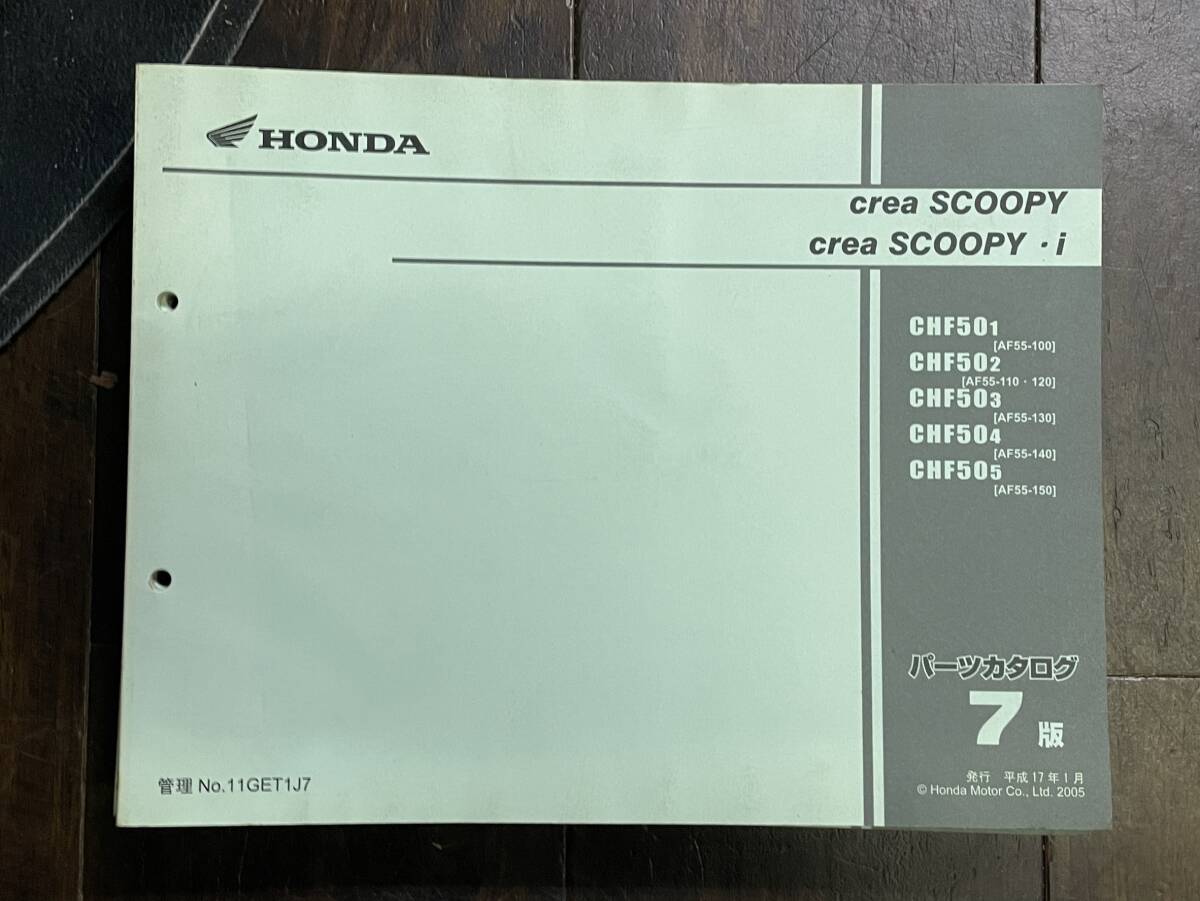 HONDA
crea SCOOPY
crea SCOOPY · i
CHF501
[AF55-100]
CHF502
[AF55-110 · 120]
CHF503
[AF55-130]
CHF504
[AF55-140]
CHF505
[AF55-150]
パーツカタログ
7 版
管理 No.11GET1J7
発行 平成17年1月
© Honda Motor Co., Ltd. 2005